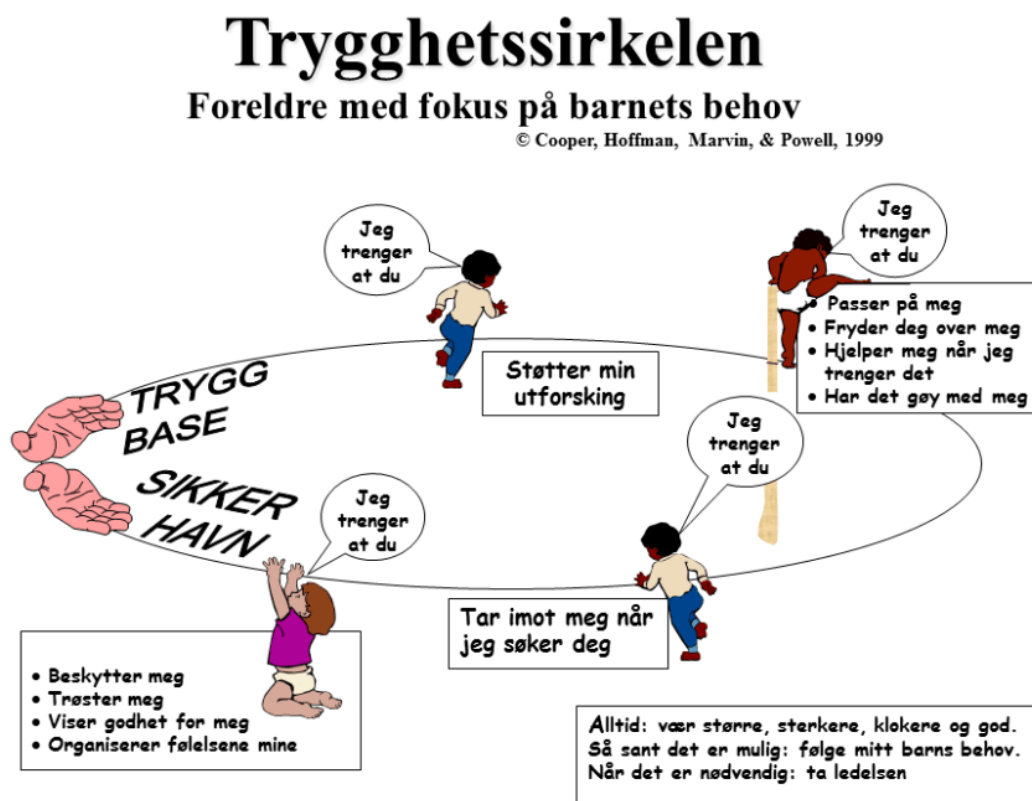 Trygghetssirkelen
Foreldre med fokus på barnets behov
© Cooper, Hoffman, Marvin, & Powell, 1999
Jeg
trenger
at du
Støtter min
utforsking
Jeg
trenger
at du
• Passer på meg
• Fryder deg over meg
• Hjelper meg når jeg
trenger det
• Har det gøy med meg
TRYGG
BASE
SIKKER
HAVN
Jeg
trenger
at du
Tar imot meg når
jeg søker deg
Jeg
trenger
at du
• Beskytter meg
• Trøster meg
• Viser godhet for meg
• Organiserer følelsene mine
Alltid: vær større, sterkere, klokere og god.
Så sant det er mulig: følge mitt barns behov.
Når det er nødvendig: ta ledelsen